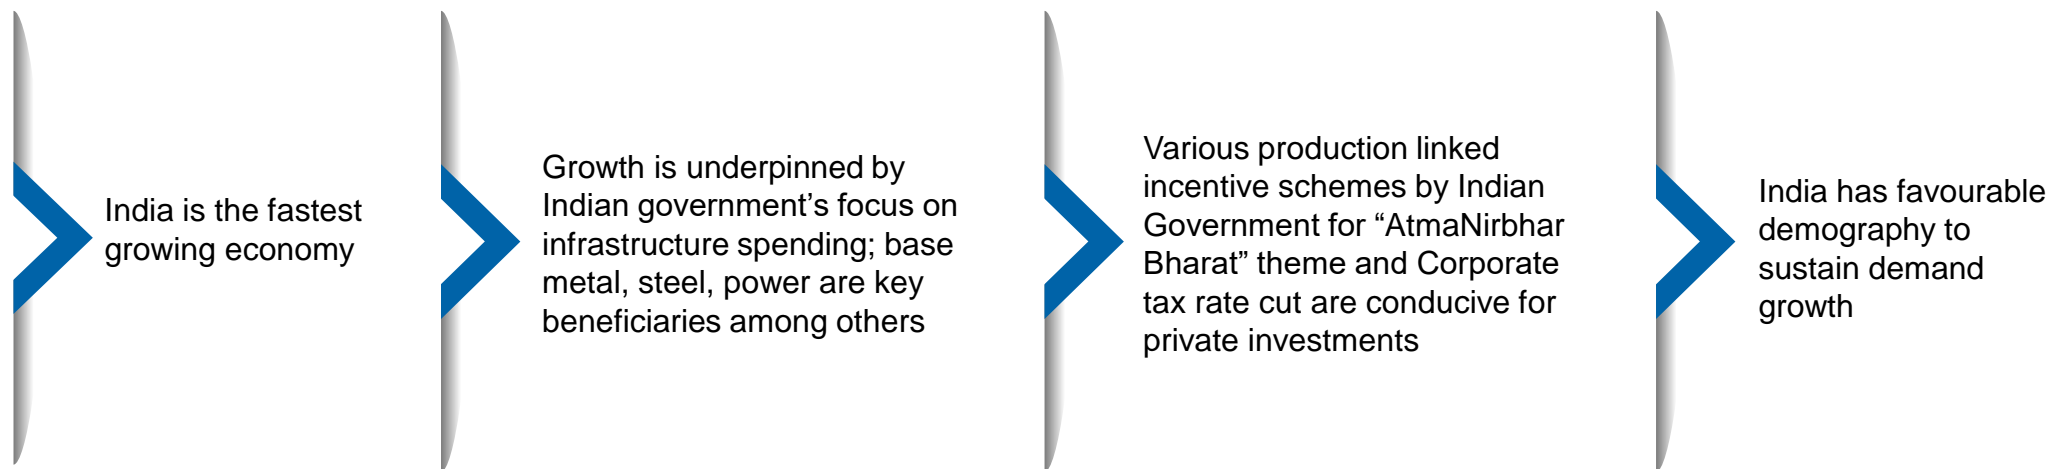 India is the fastest
growing economy
Growth is underpinned by
Indian government’s focus on
infrastructure spending; base
metal, steel, power are key
beneficiaries among others
Various production linked
incentive schemes by Indian
Government for “AtmaNirbhar
Bharat” theme and Corporate
tax rate cut are conducive for
private investments
India has favourable
demography to
sustain demand
growth